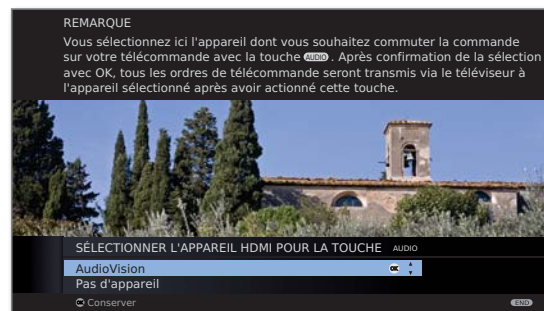 REMARQUE
Vous sélectionnez ici l'appareil dont vous souhaitez commuter la commande
sur votre télécommande avec la touche AUDIO . Après confirmation de la sélection
avec OK, tous les ordres de télécommande seront transmis via le téléviseur à
l'appareil sélectionné après avoir actionné cette touche.
SÉLECTIONNER L'APPAREIL HDMI POUR LA TOUCHE AUDIO
AudioVision OK
Pas d'appareil
OK Conserver END